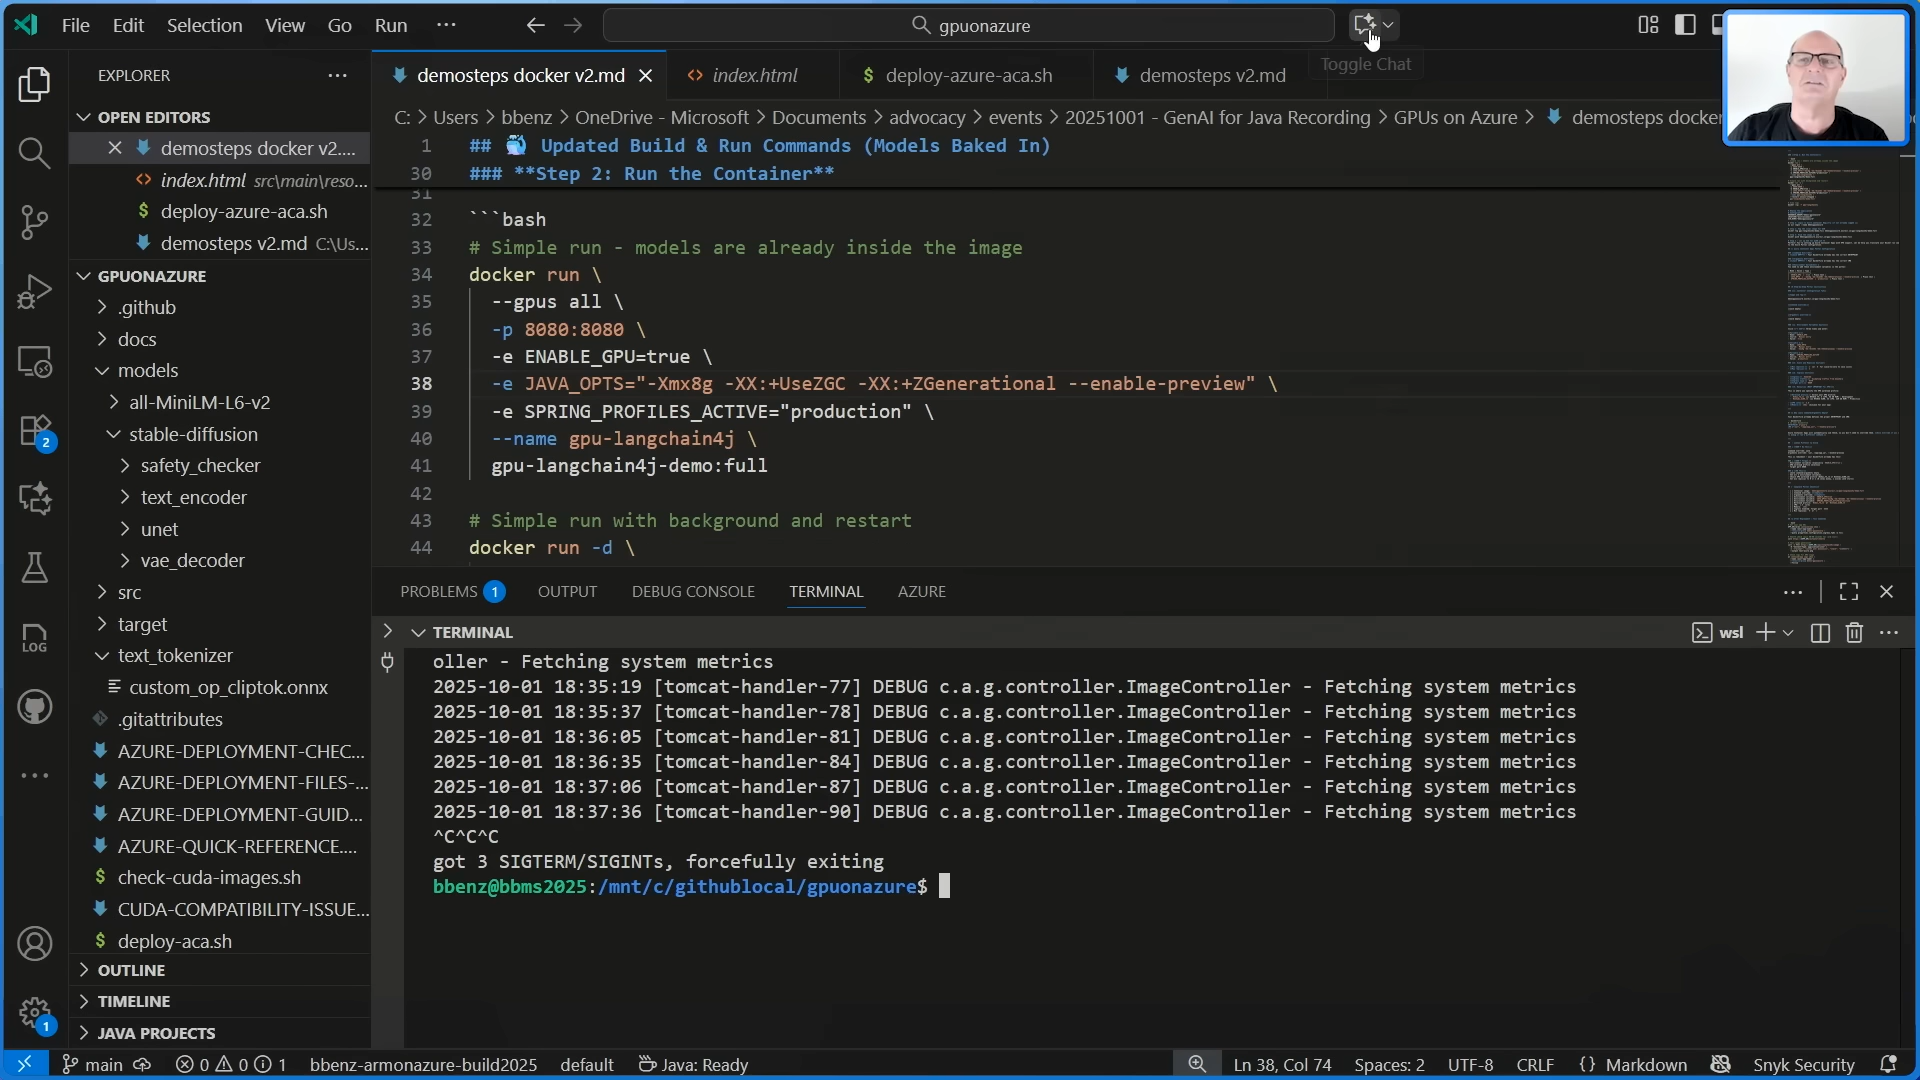 File Edit Selection View Go Run ···
gpuonazure
Toggle Chat
EXPLORER
demosteps docker v2.md
index.html
$ deploy-azure-aca.sh
demosteps v2.md
C: > Users > bbenz > OneDrive - Microsoft > Documents > advocacy > events > 20251001 - GenAI for Java Recording > GPUs on Azure > demosteps docker
OPEN EDITORS
demosteps docker v2....
index.html src\main\reso...
$ deploy-azure-aca.sh
demosteps v2.md C:\Us...
GPUONAZURE
.github
docs
models
all-MiniLM-L6-v2
stable-diffusion
safety_checker
text_encoder
unet
vae_decoder
src
target
text_tokenizer
custom_op_cliptok.onnx
.gitattributes
AZURE-DEPLOYMENT-CHEC...
AZURE-DEPLOYMENT-FILES-...
AZURE-DEPLOYMENT-GUID...
AZURE-QUICK-REFERENCE....
$ check-cuda-images.sh
CUDA-COMPATIBILITY-ISSUE...
$ deploy-aca.sh
OUTLINE
TIMELINE
JAVA PROJECTS
LOG
2
1
1 ## 🐳 Updated Build & Run Commands (Models Baked In)
30 ### **Step 2: Run the Container**
31
32 ```bash
33 # Simple run - models are already inside the image
34 docker run \
35 --gpus all \
36 -p 8080:8080 \
37 -e ENABLE_GPU=true \
38 -e JAVA_OPTS="-Xmx8g -XX:+UseZGC -XX:+ZGenerational --enable-preview" \
39 -e SPRING_PROFILES_ACTIVE="production" \
40 --name gpu-langchain4j \
41 gpu-langchain4j-demo:full
42
43 # Simple run with background and restart
44 docker run -d \
PROBLEMS 1 OUTPUT DEBUG CONSOLE TERMINAL AZURE
TERMINAL
wsl
oller - Fetching system metrics
2025-10-01 18:35:19 [tomcat-handler-77] DEBUG c.a.g.controller.ImageController - Fetching system metrics
2025-10-01 18:35:37 [tomcat-handler-78] DEBUG c.a.g.controller.ImageController - Fetching system metrics
2025-10-01 18:36:05 [tomcat-handler-81] DEBUG c.a.g.controller.ImageController - Fetching system metrics
2025-10-01 18:36:35 [tomcat-handler-84] DEBUG c.a.g.controller.ImageController - Fetching system metrics
2025-10-01 18:37:06 [tomcat-handler-87] DEBUG c.a.g.controller.ImageController - Fetching system metrics
2025-10-01 18:37:36 [tomcat-handler-90] DEBUG c.a.g.controller.ImageController - Fetching system metrics
^C^C^C
got 3 SIGTERM/SIGINTs, forcefully exiting
bbenz@bbms2025:/mnt/c/githublocal/gpuonazure$
main 0 0 1 bbenz-armonazure-build2025 default Java: Ready Ln 38, Col 74 Spaces: 2 UTF-8 CRLF {} Markdown Snyk Security